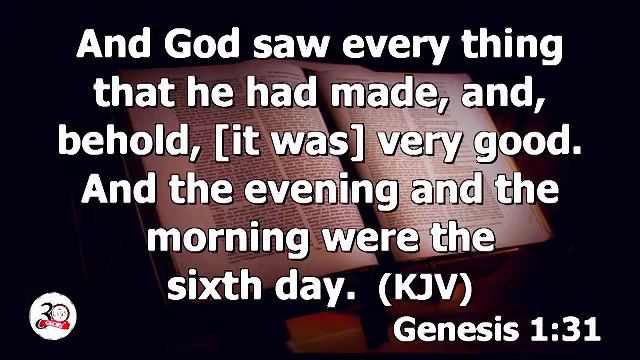 And God saw every thing
that he had made, and,
behold, [it was] very good.
And the evening and the
morning were the
sixth day. (KJV)
Genesis 1:31
30